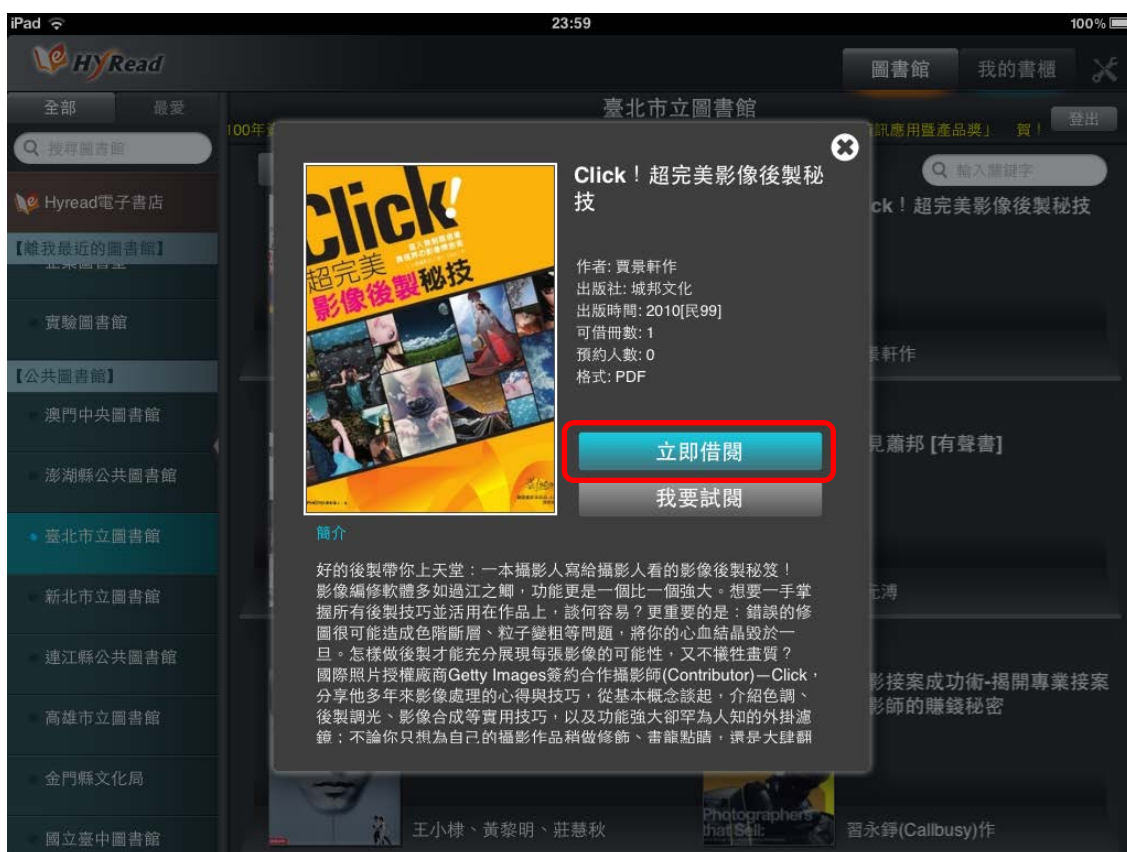 iPad
23:59
100%
HyRead
圖書館
我的書櫃
全部
最愛
臺北市立圖書館
登出
100年
訊應用暨產品獎」 賀！
搜尋圖書館
輸入關鍵字
Hyread電子書店
【離我最近的圖書館】
實驗圖書館
【公共圖書館】
澳門中央圖書館
澎湖縣公共圖書館
臺北市立圖書館
新北市立圖書館
連江縣公共圖書館
高雄市立圖書館
金門縣文化局
國立臺中圖書館
Click!
超完美
影像後製秘技
Click！超完美影像後製秘
技
作者: 賈景軒作
出版社: 城邦文化
出版時間: 2010[民99]
可借冊數: 1
預約人數: 0
格式: PDF
立即借閱
我要試閱
簡介
好的後製帶你上天堂：一本攝影人寫給攝影人看的影像後製秘笈！
影像編修軟體多如過江之鯽，功能更是一個比一個強大。想要一手掌
握所有後製技巧並活用在作品上，談何容易？更重要的是：錯誤的修
圖很可能造成色階斷層、粒子變粗等問題，將你的心血結晶毀於一
旦。怎樣做後製才能充分展現每張影像的可能性，又不犧牲畫質？
國際照片授權廠商Getty Images簽約合作攝影師(Contributor)—Click，
分享他多年來影像處理的心得與技巧，從基本概念談起，介紹色調、
後製調光、影像合成等實用技巧，以及功能強大卻罕為人知的外掛濾
鏡；不論你只想為自己的攝影作品稍做修飾、畫龍點睛，還是大肆翻
ck！超完美影像後製秘技
景軒作
見蕭邦 [有聲書]
元溥
影接案成功術-揭開專業接案
影師的賺錢秘密
王小棣、黃黎明、莊慧秋
Photographers
that Sell:
習永錚(Callbusy)作